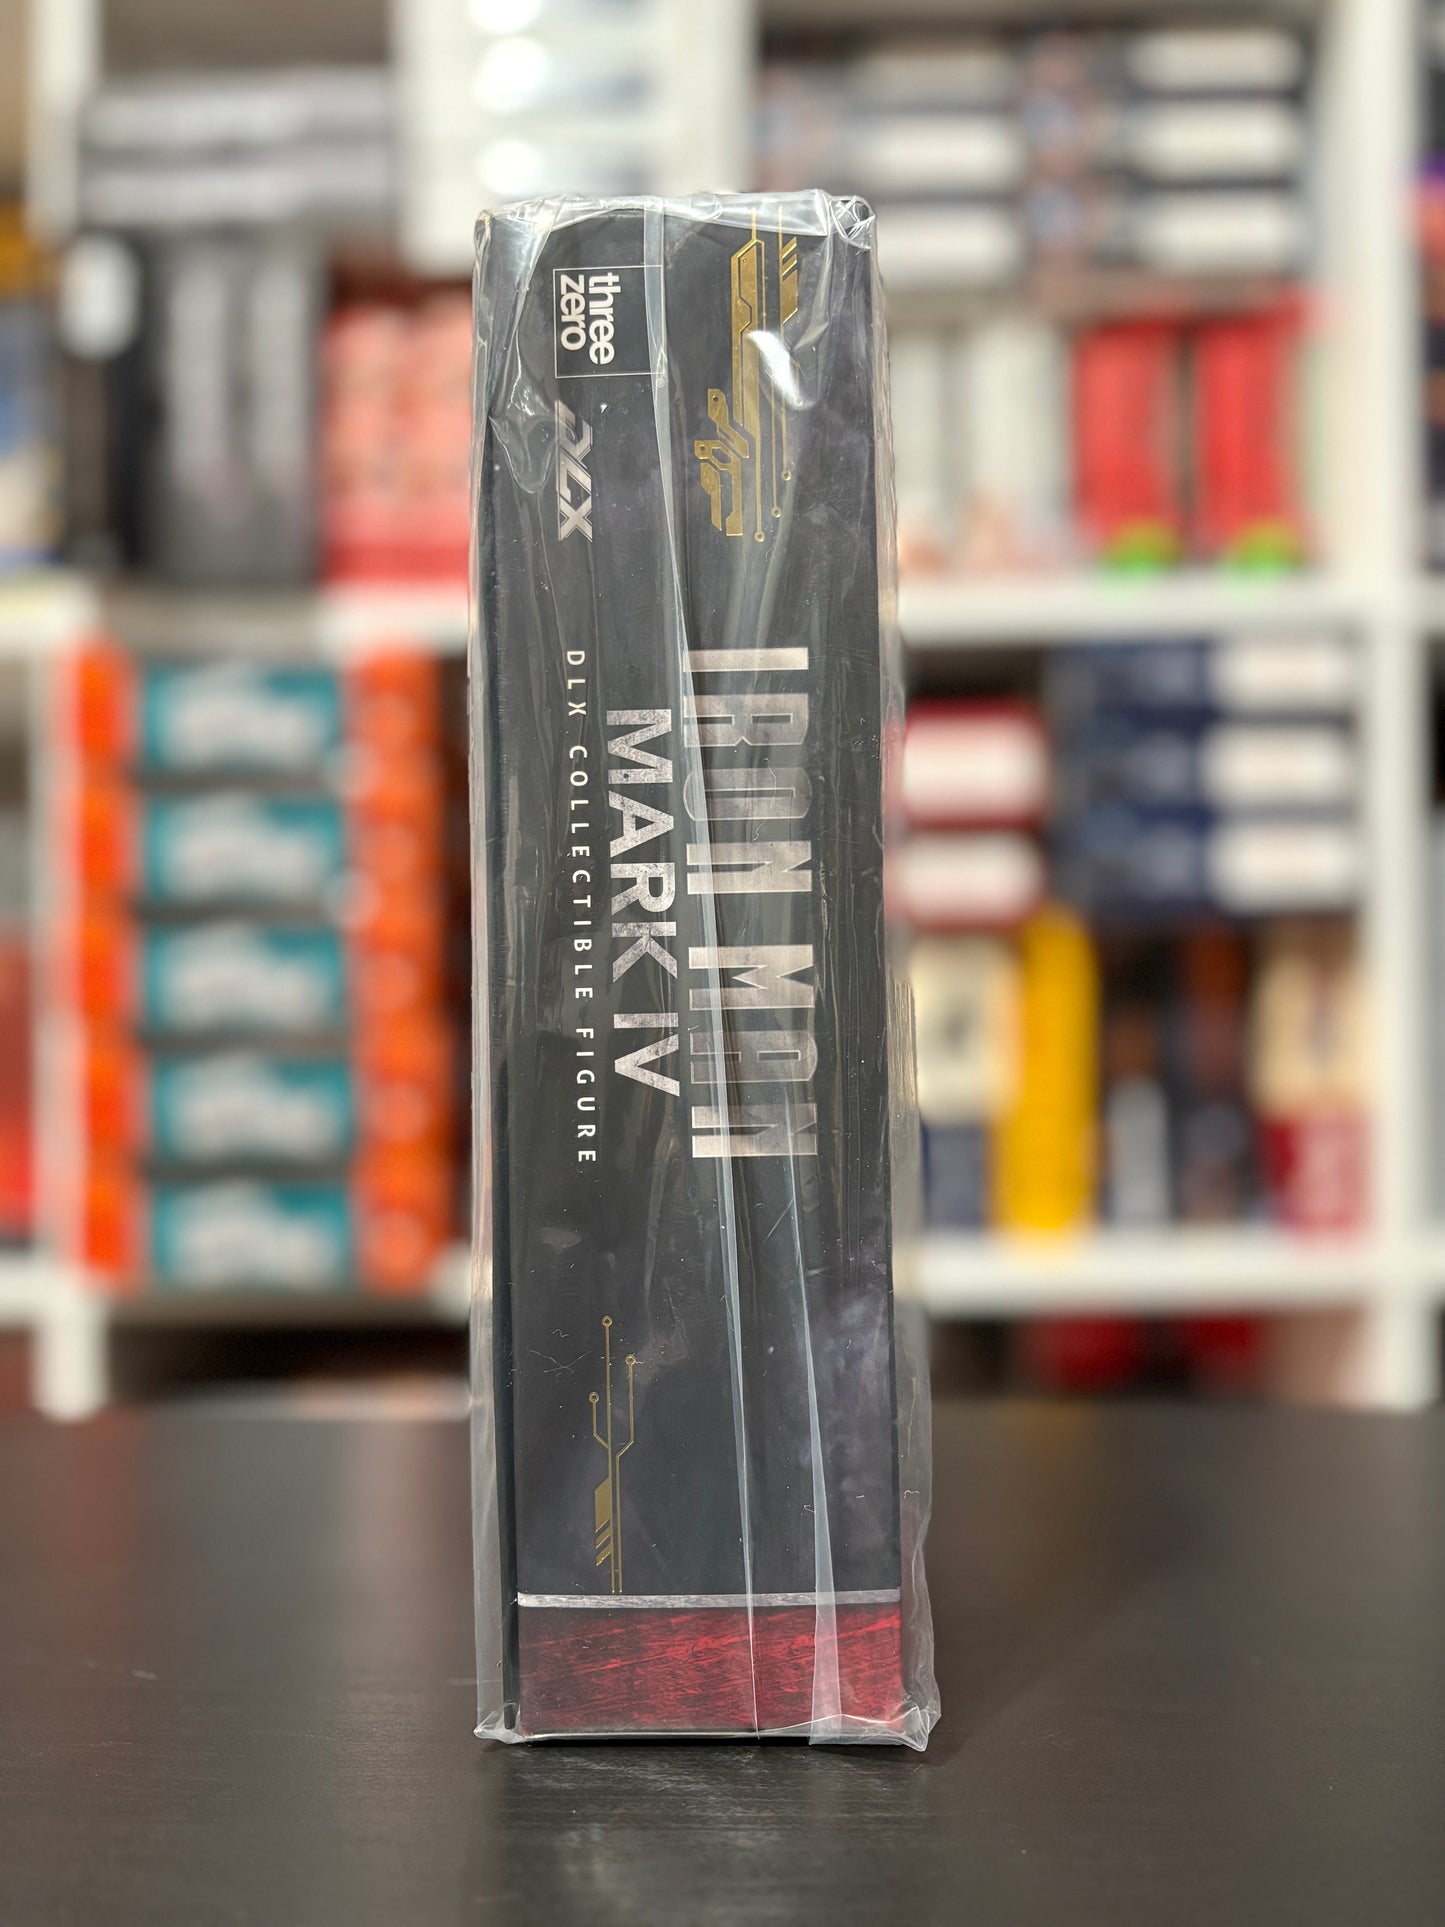 three
zero
DLX
IRON MAN
MARK IV
DLX COLLECTIBLE FIGURE